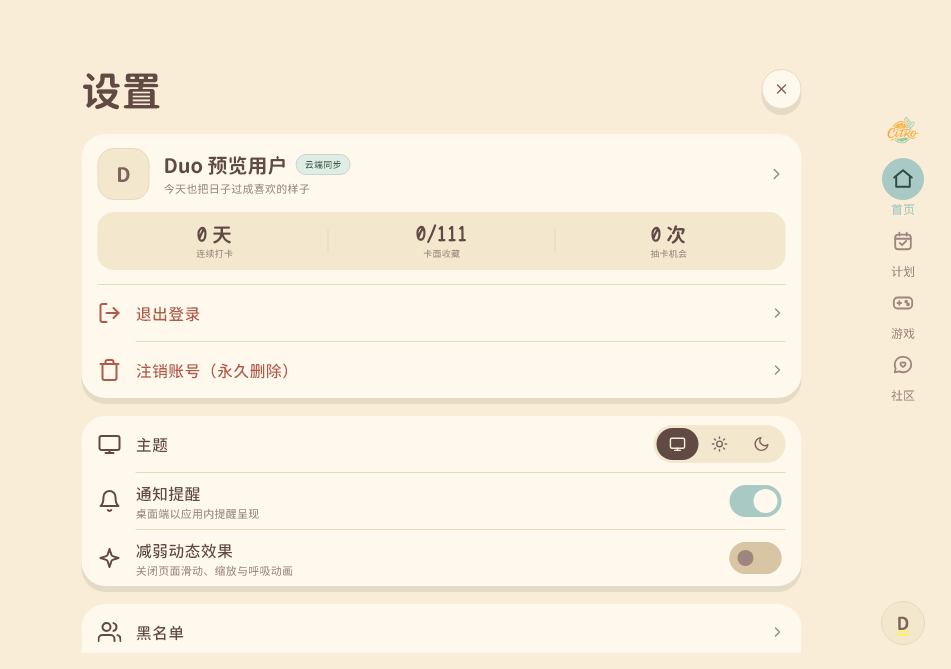 设置
D
Duo 预览用户
云端同步
今天也把日子过成喜欢的样子
0 天
连续打卡
0/111
卡面收藏
0 次
抽卡机会
退出登录
注销账号（永久删除）
主题
通知提醒
桌面端以应用内提醒呈现
减弱动态效果
关闭页面滑动、缩放与呼吸动画
黑名单
Citko
首页
计划
游戏
社区
D